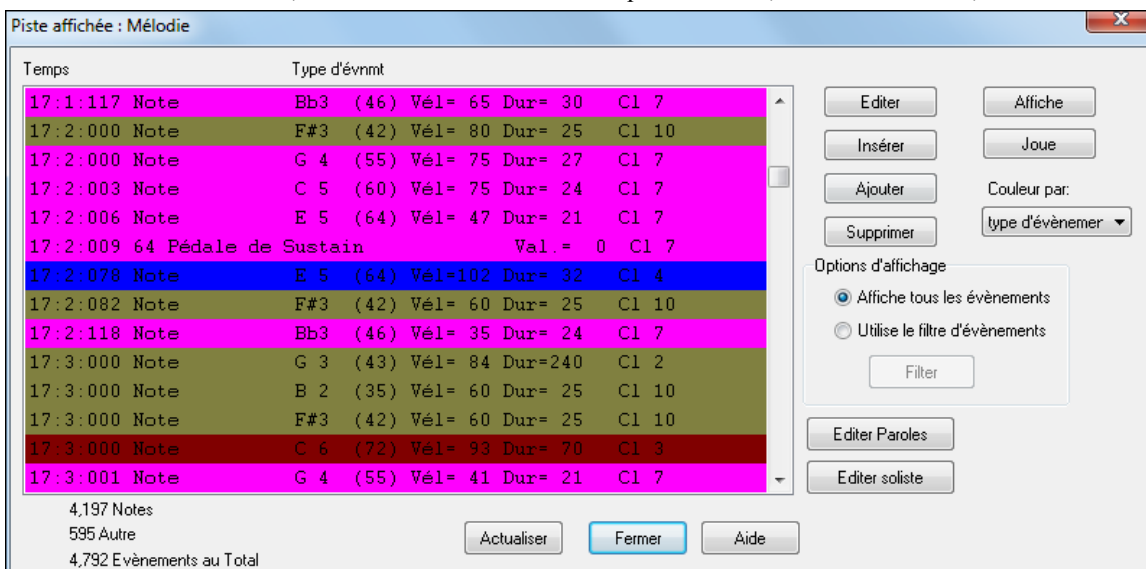 Piste affichée : Mélodie
X
Temps Type d'évnmt
17:1:117 Note Bb3 (46) Vél= 65 Dur= 30 Cl 7
17:2:000 Note F#3 (42) Vél= 80 Dur= 25 Cl 10
17:2:000 Note G 4 (55) Vél= 75 Dur= 27 Cl 7
17:2:003 Note C 5 (60) Vél= 75 Dur= 24 Cl 7
17:2:006 Note E 5 (64) Vél= 47 Dur= 21 Cl 7
17:2:009 64 Pédale de Sustain Val.= 0 Cl 7
17:2:078 Note E 5 (64) Vél=102 Dur= 32 Cl 4
17:2:082 Note F#3 (42) Vél= 60 Dur= 25 Cl 10
17:2:118 Note Bb3 (46) Vél= 35 Dur= 24 Cl 7
17:3:000 Note G 3 (43) Vél= 84 Dur=240 Cl 2
17:3:000 Note B 2 (35) Vél= 60 Dur= 25 Cl 10
17:3:000 Note F#3 (42) Vél= 60 Dur= 25 Cl 10
17:3:000 Note C 6 (72) Vél= 93 Dur= 70 Cl 3
17:3:001 Note G 4 (55) Vél= 41 Dur= 21 Cl 7
4,197 Notes
595 Autre
4,792 Evènements au Total
Editer Affiche
Insérer Joue
Ajouter Couleur par:
Supprimer type d'évènemer
Options d'affichage
Affiche tous les évènements
Utilise le filtre d'évènements
Filter
Editer Paroles
Editer soliste
Actualiser Fermer Aide